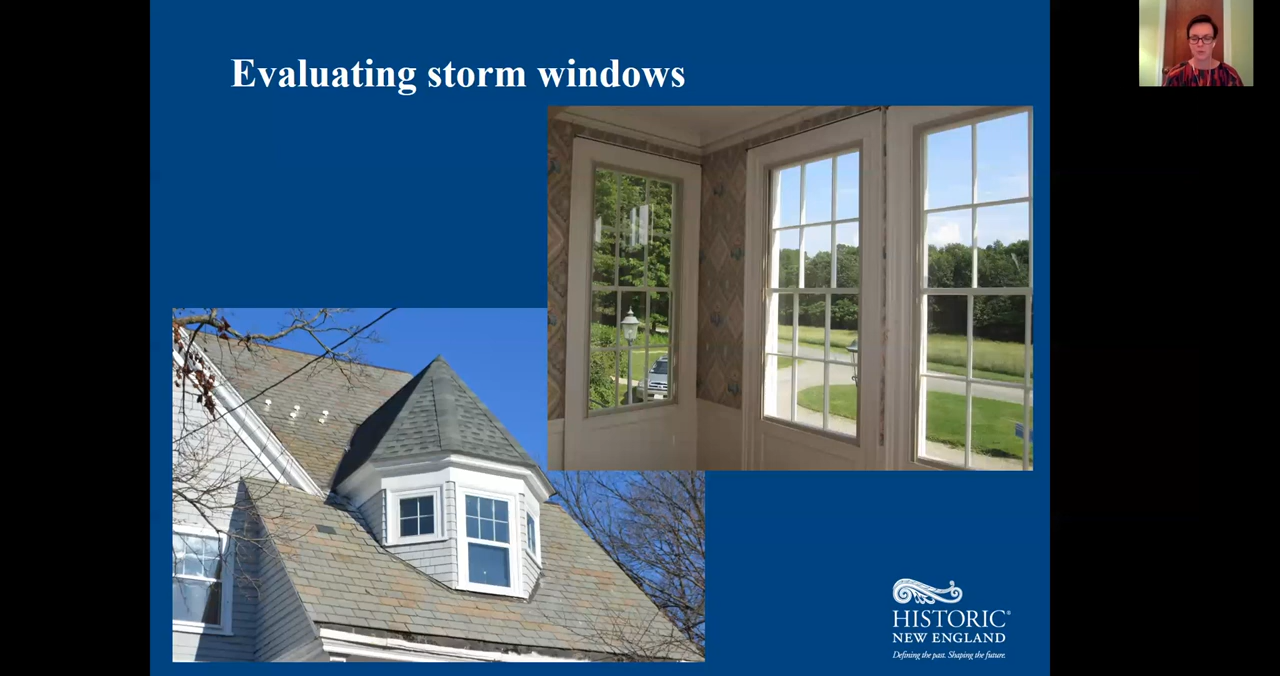 Evaluating storm windows
HISTORIC®
NEW ENGLAND
Defining the past. Shaping the future.